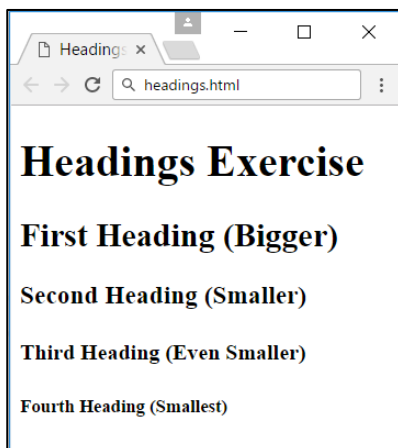 Headings
headings.html
Headings Exercise
First Heading (Bigger)
Second Heading (Smaller)
Third Heading (Even Smaller)
Fourth Heading (Smallest)